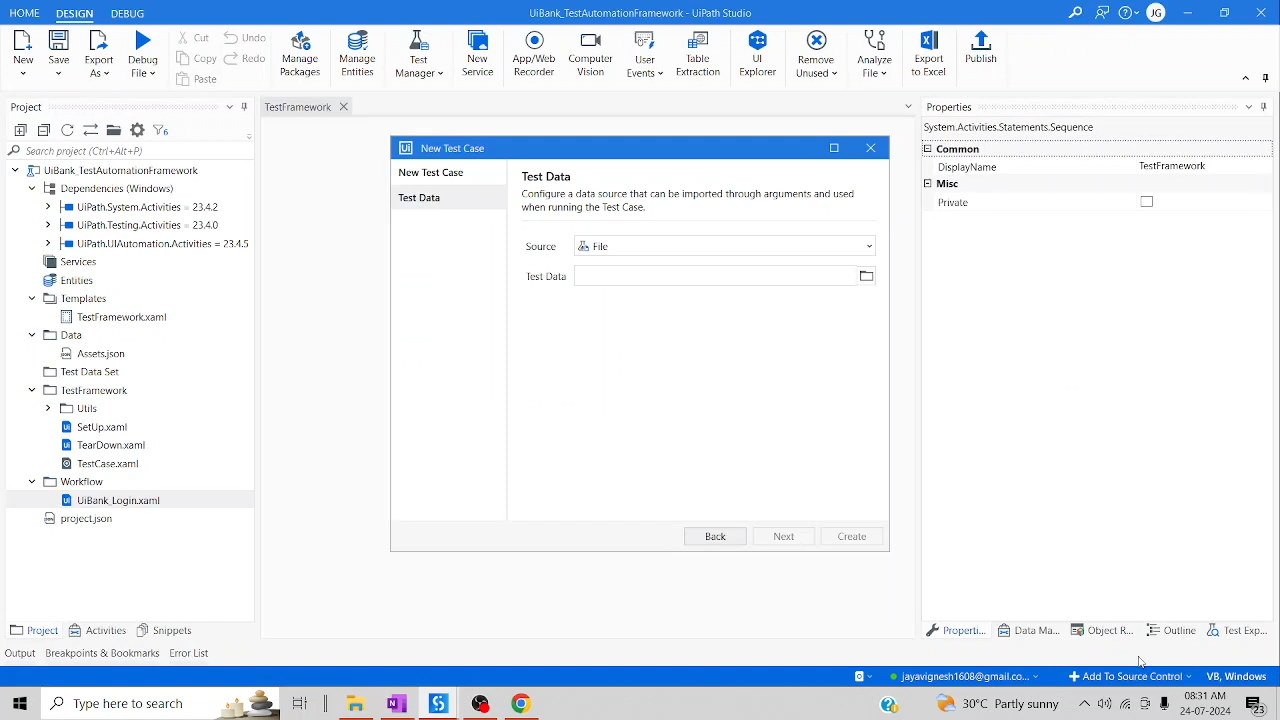 HOME DESIGN DEBUG
UiBank_TestAutomationFramework - UiPath Studio
JG
New
Save
Export As
Debug File
Cut
Copy
Paste
Undo
Redo
Manage Packages
Manage Entities
Test Manager
New Service
App/Web Recorder
Computer Vision
User Events
Table Extraction
UI Explorer
Remove Unused
Analyze File
Export to Excel
Publish
Project
6
Search project (Ctrl+Alt+P)
UiBank_TestAutomationFramework
Dependencies (Windows)
UiPath.System.Activities = 23.4.2
UiPath.Testing.Activities = 23.4.0
UiPath.UIAutomation.Activities = 23.4.5
Services
Entities
Templates
TestFramework.xaml
Data
Assets.json
Test Data Set
TestFramework
Utils
SetUp.xaml
TearDown.xaml
TestCase.xaml
Workflow
UiBank_Login.xaml
project.json
Project Activities Snippets
TestFramework
Ui New Test Case
New Test Case
Test Data
Test Data
Configure a data source that can be imported through arguments and used
when running the Test Case.
Source File
Test Data
Back Next Create
Properties
System.Activities.Statements.Sequence
Common
DisplayName TestFramework
Misc
Private
Properti... Data Ma... Object R... Outline Test Exp...
Output Breakpoints & Breakmarks Error List
jayavignesh1608@gmail.co... Add To Source Control VB, Windows
Type here to search
30°C Partly sunny
08:31 AM
24-07-2024
23